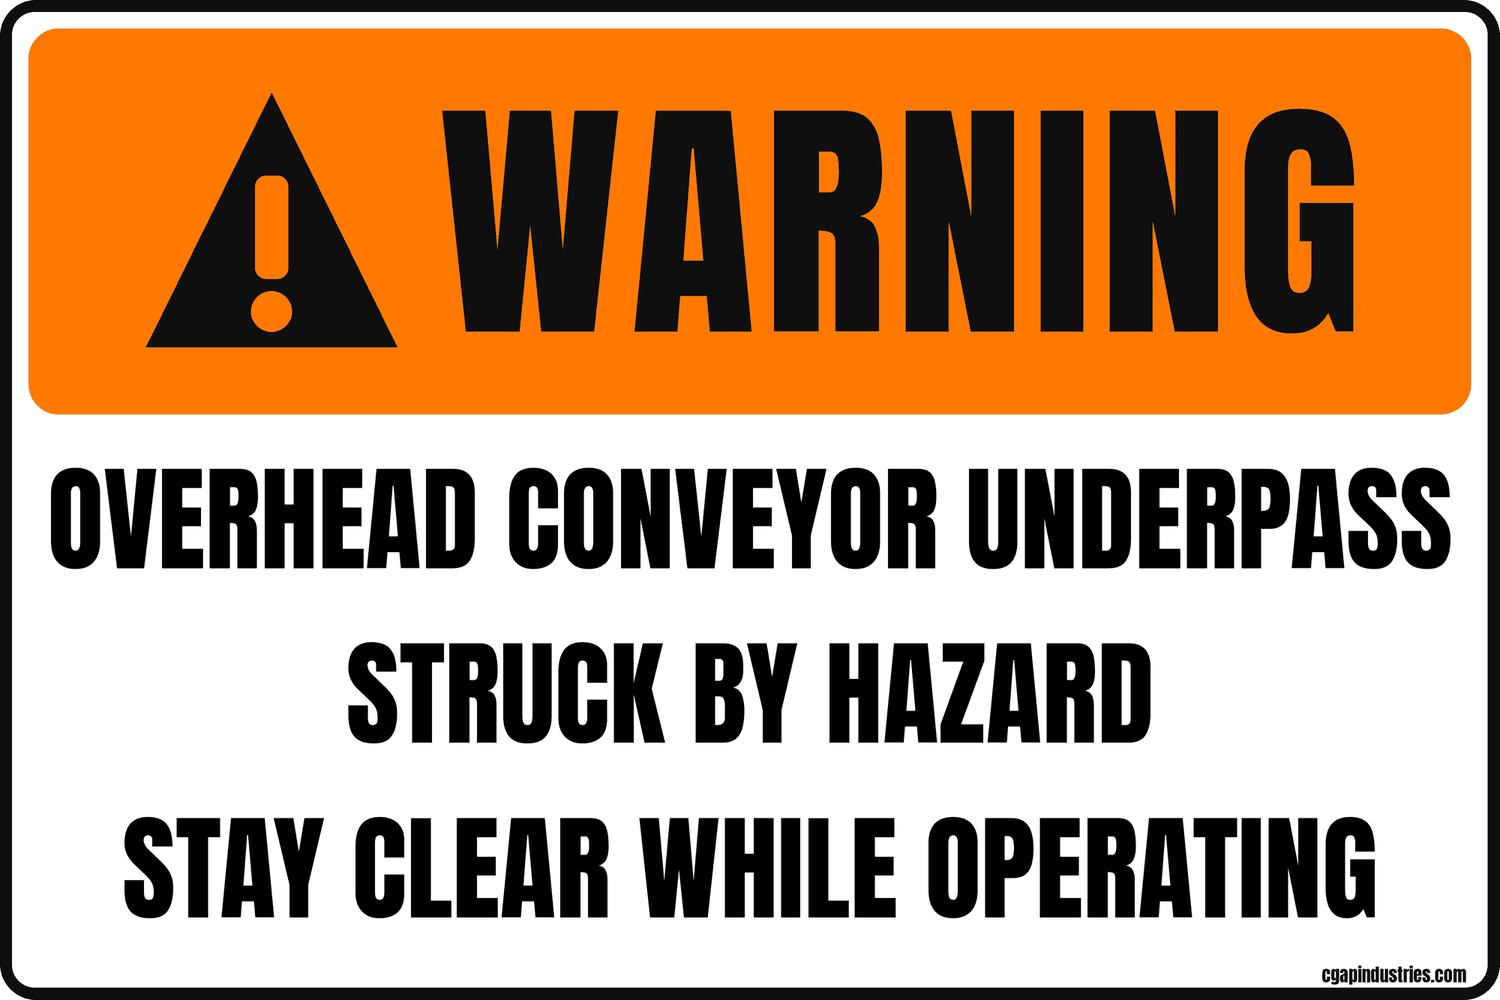 WARNING
OVERHEAD CONVEYOR UNDERPASS
STRUCK BY HAZARD
STAY CLEAR WHILE OPERATING
cgapindustries.com